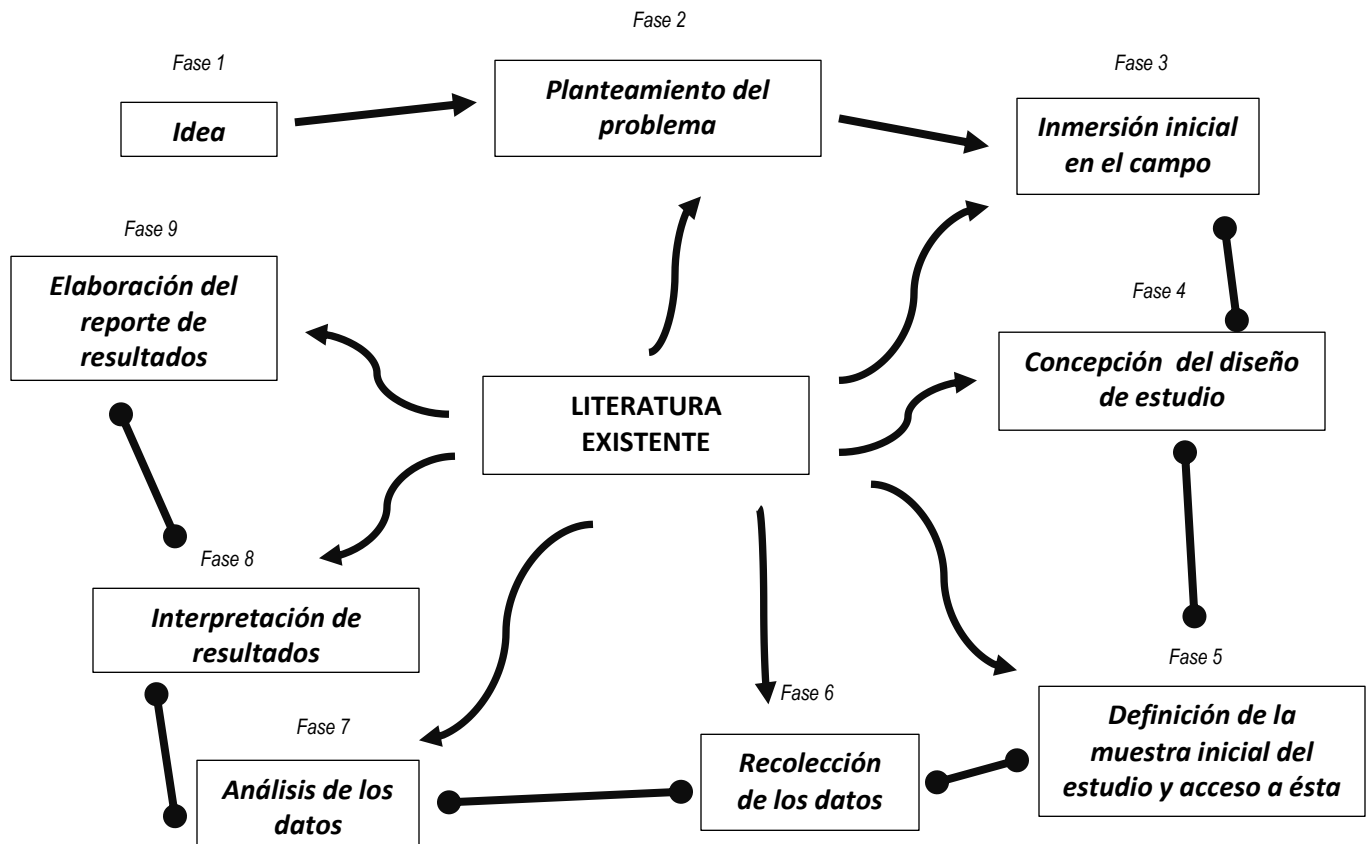 Fase 1
Idea
Fase 2
Planteamiento del
problema
Fase 3
Inmersión inicial
en el campo
Fase 4
Concepción del diseño
de estudio
Fase 5
Definición de la
muestra inicial del
estudio y acceso a ésta
Fase 6
Recolección
de los datos
Fase 7
Análisis de los
datos
Fase 8
Interpretación de
resultados
Fase 9
Elaboración del
reporte de
resultados
LITERATURA
EXISTENTE